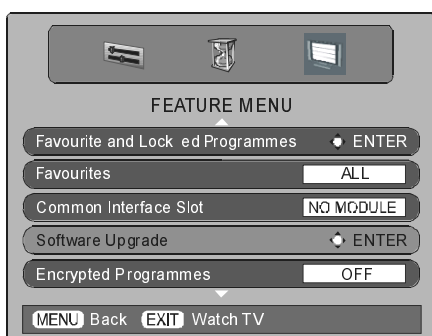 FEATURE MENU
Favourite and Lock ed Programmes ENTER
Favourites ALL
Common Interface Slot NO MODULE
Software Upgrade ENTER
Encrypted Programmes OFF
MENU Back EXIT Watch TV